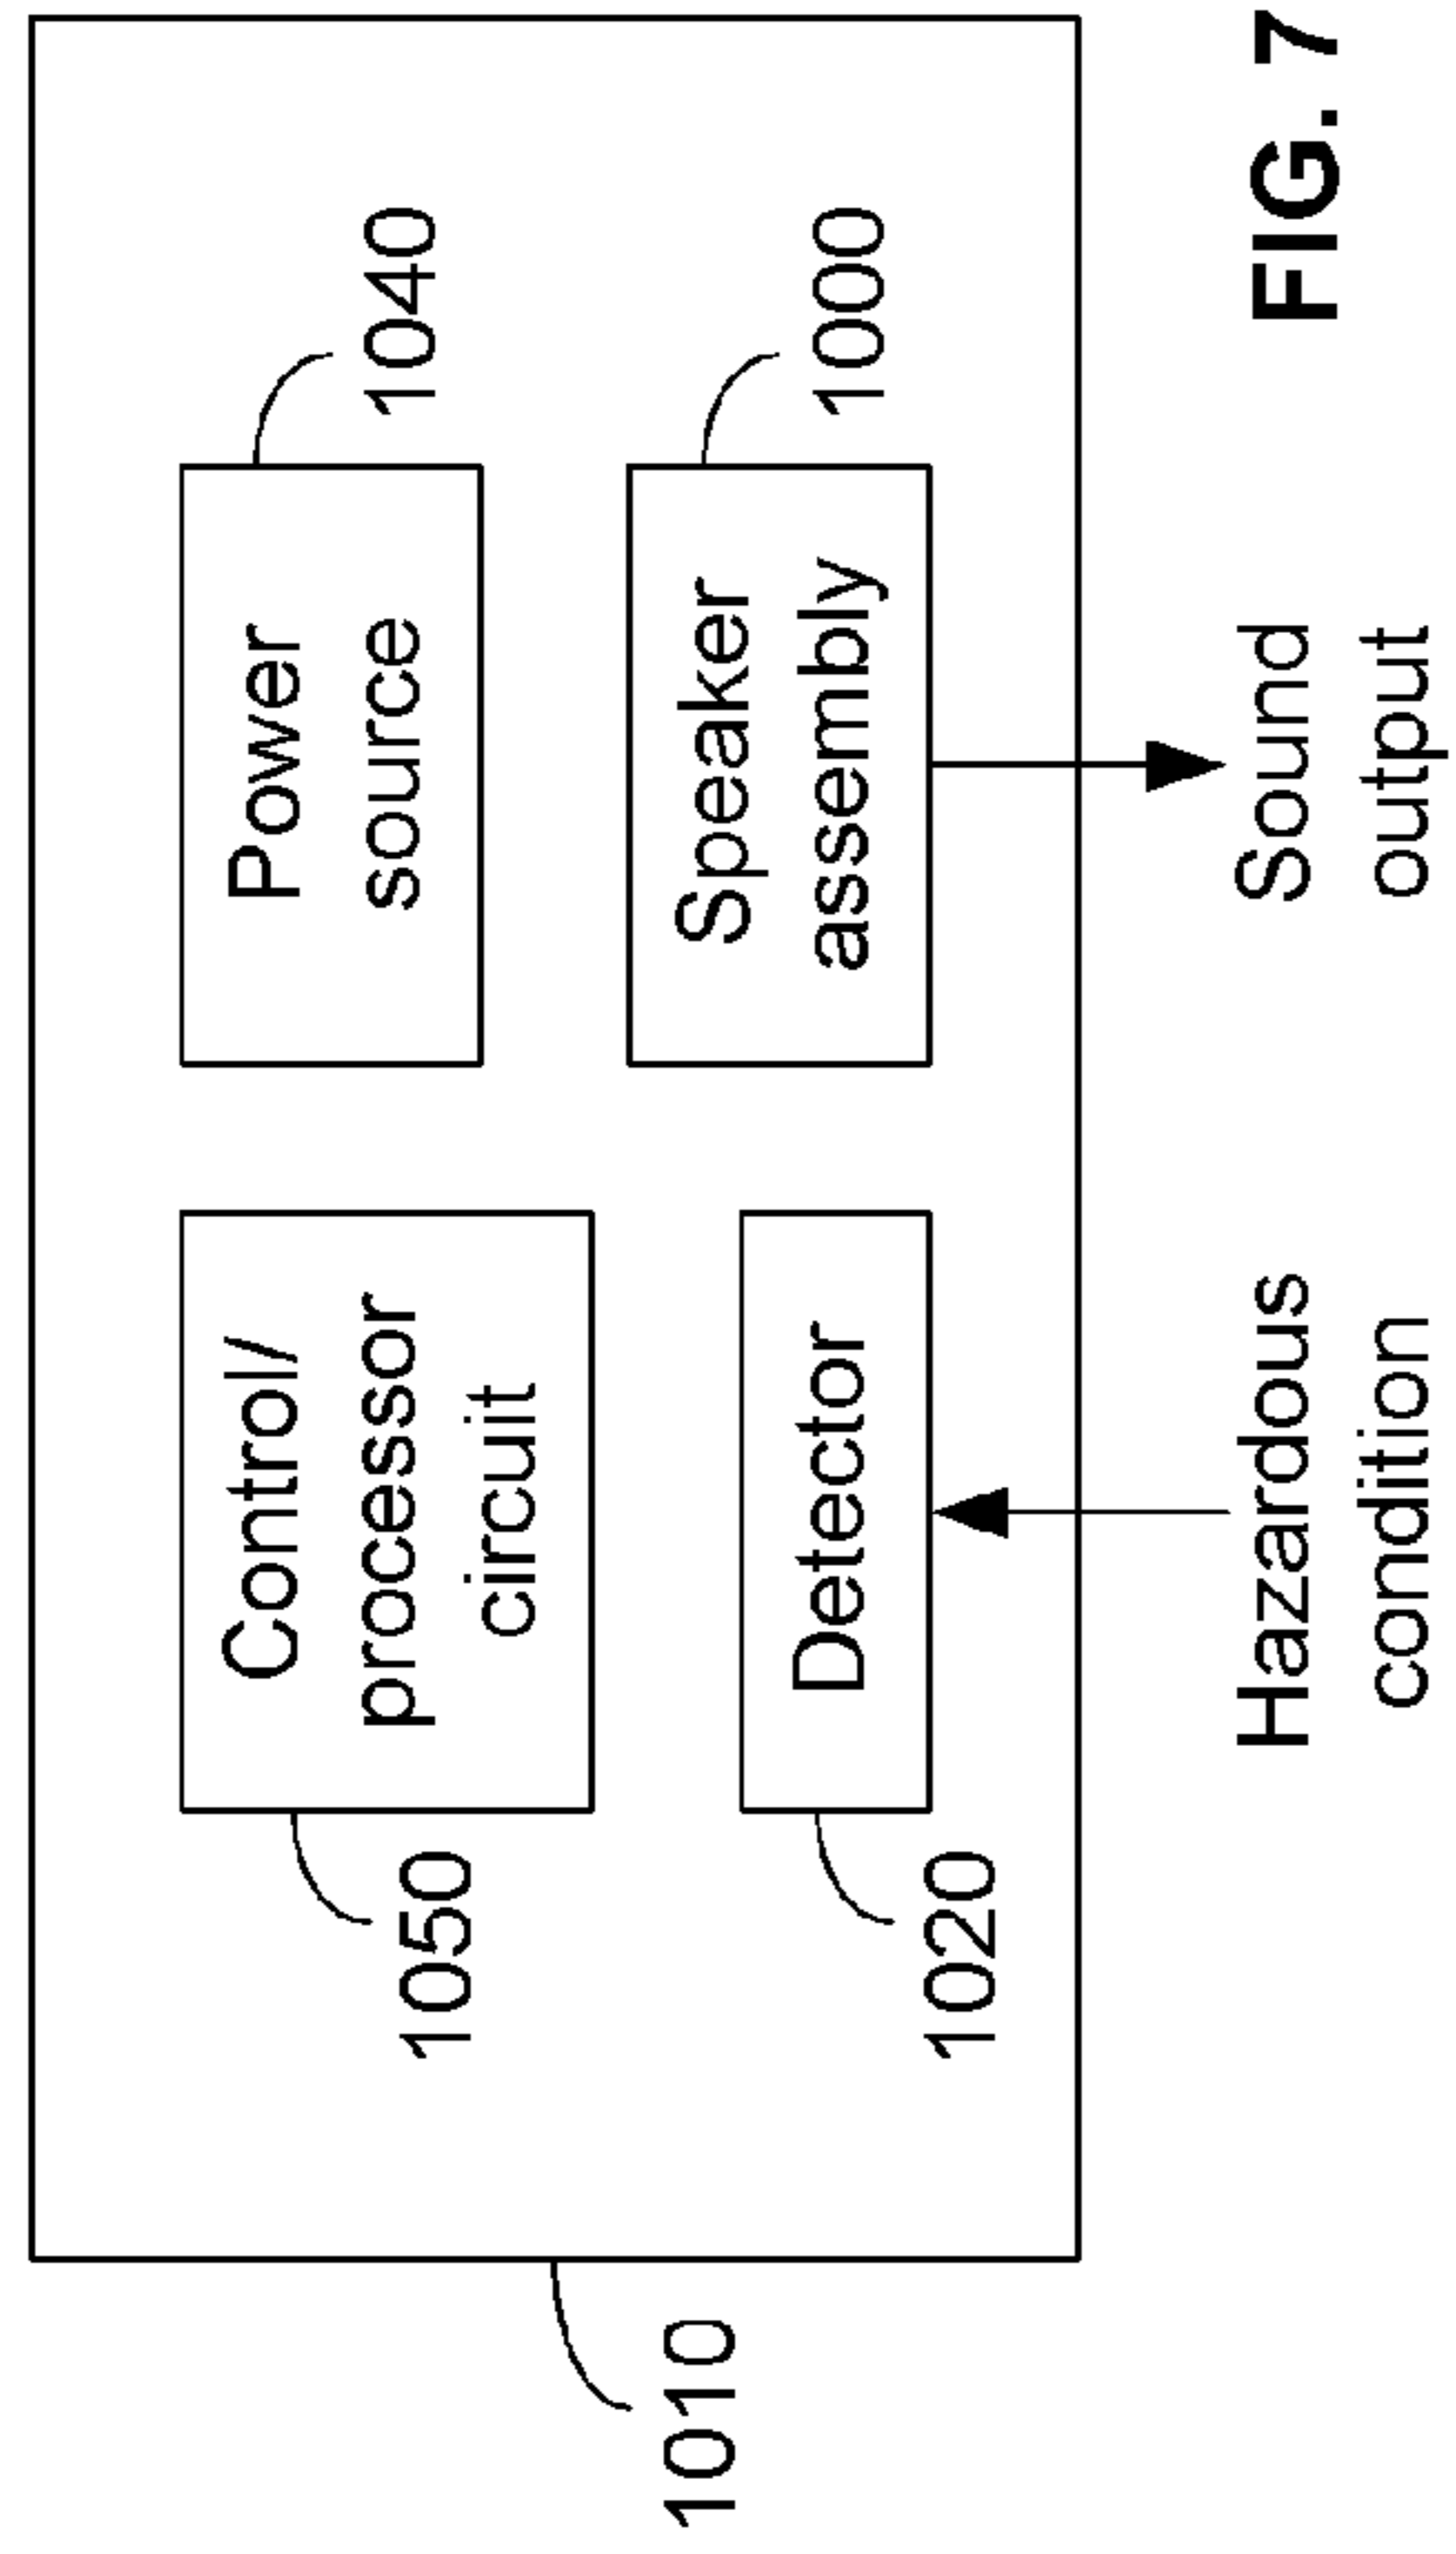 1010
1050
Control/
processor
circuit
Power
source
1040
1020
Detector
Speaker
assembly
1000
Hazardous
condition
Sound
output
FIG. 7